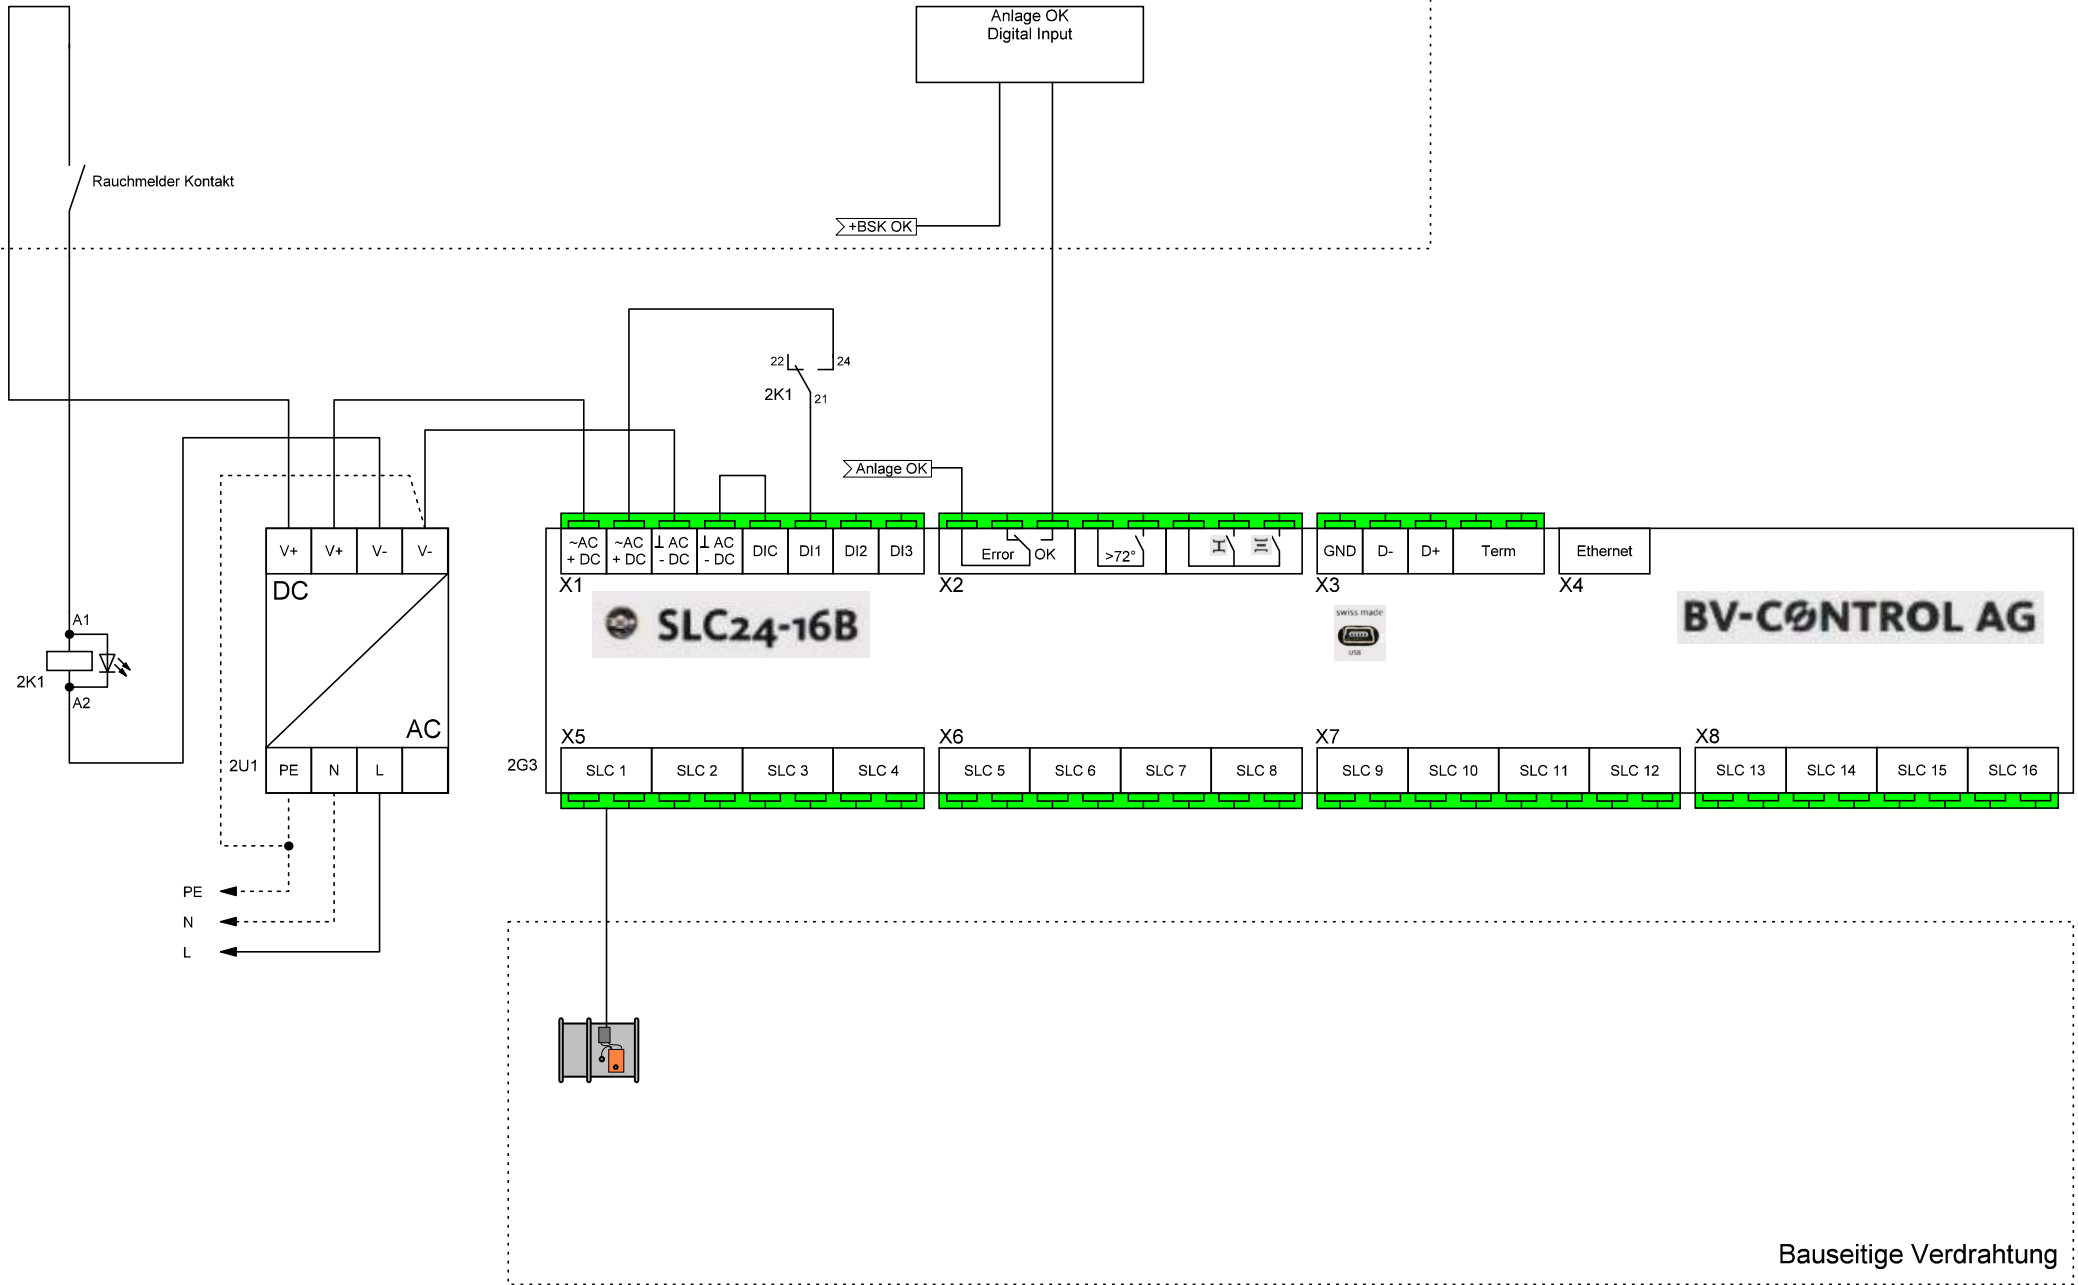 Anlage OK
Digital Input
Rauchmelder Kontakt
+BSK OK
22
24
2K1
21
Anlage OK
V+ V+ V- V-
~AC ~AC ⊥ AC ⊥ AC
+ DC + DC - DC - DC DIC DI1 DI2 DI3
Error OK >72°
GND D- D+ Term
Ethernet
DC
X1 X2 X3 X4
swiss made
USB
SLC24-16B
BV-CONTROL AG
A1
2K1
A2
AC
X5 X6 X7 X8
2U1 PE N L
2G3 SLC 1 SLC 2 SLC 3 SLC 4 SLC 5 SLC 6 SLC 7 SLC 8 SLC 9 SLC 10 SLC 11 SLC 12 SLC 13 SLC 14 SLC 15 SLC 16
PE
N
L
Bauseitige Verdrahtung